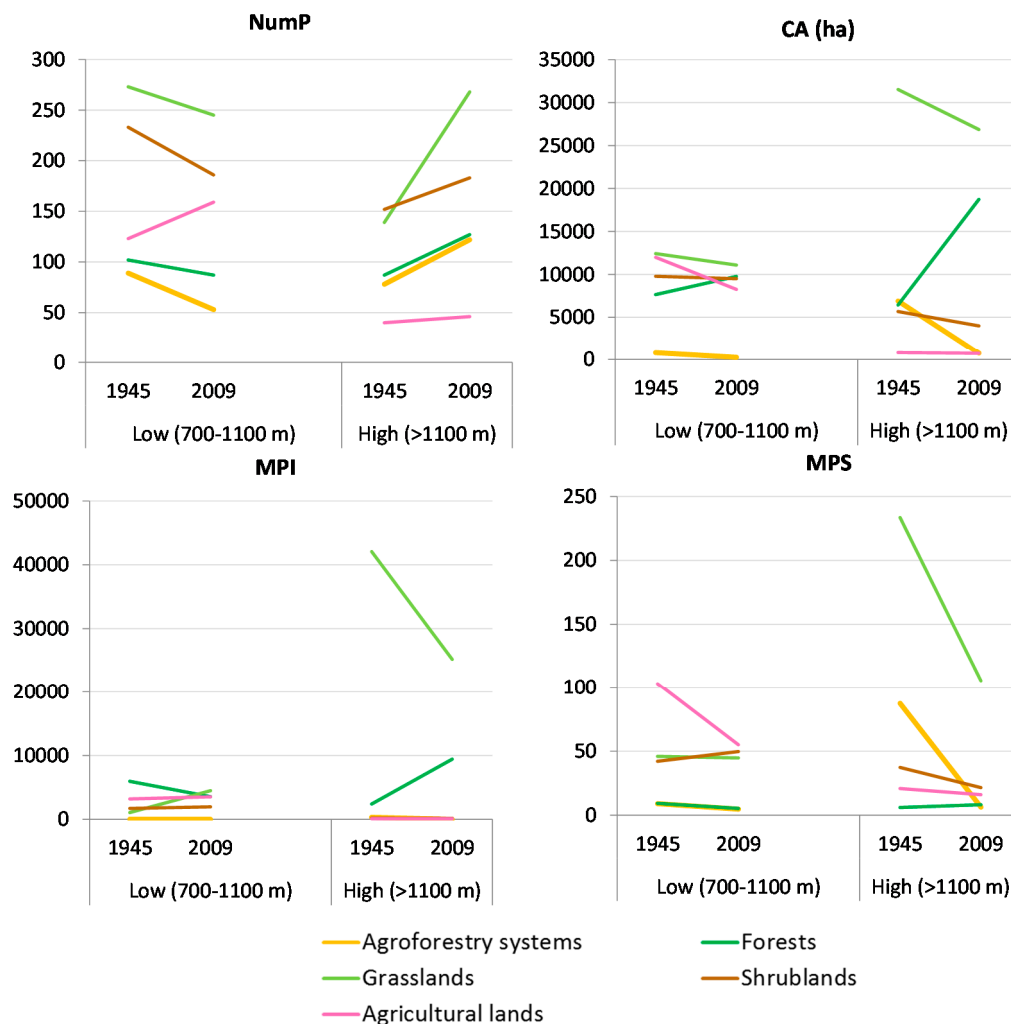 NumP
300
250
200
150
100
50
0
1945 2009 1945 2009
Low (700-1100 m) High (>1100 m)
CA (ha)
35000
30000
25000
20000
15000
10000
5000
0
1945 2009 1945 2009
Low (700-1100 m) High (>1100 m)
MPI
50000
40000
30000
20000
10000
0
1945 2009 1945 2009
Low (700-1100 m) High (>1100 m)
MPS
250
200
150
100
50
0
1945 2009 1945 2009
Low (700-1100 m) High (>1100 m)
Agroforestry systems Forests
Grasslands Shrublands
Agricultural lands